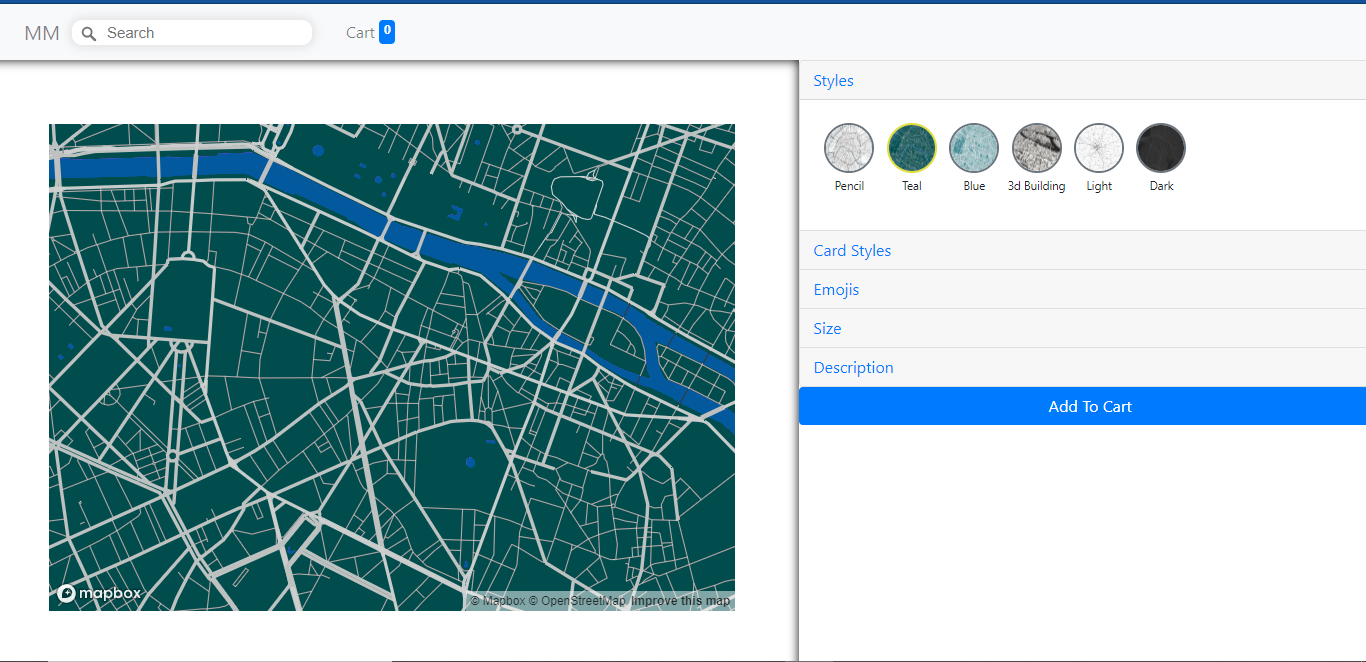 MM Search Cart 0
Styles
Pencil Teal Blue 3d Building Light Dark
Card Styles
Emojis
Size
Description
Add To Cart
mapbox
© Mapbox © OpenStreetMap Improve this map